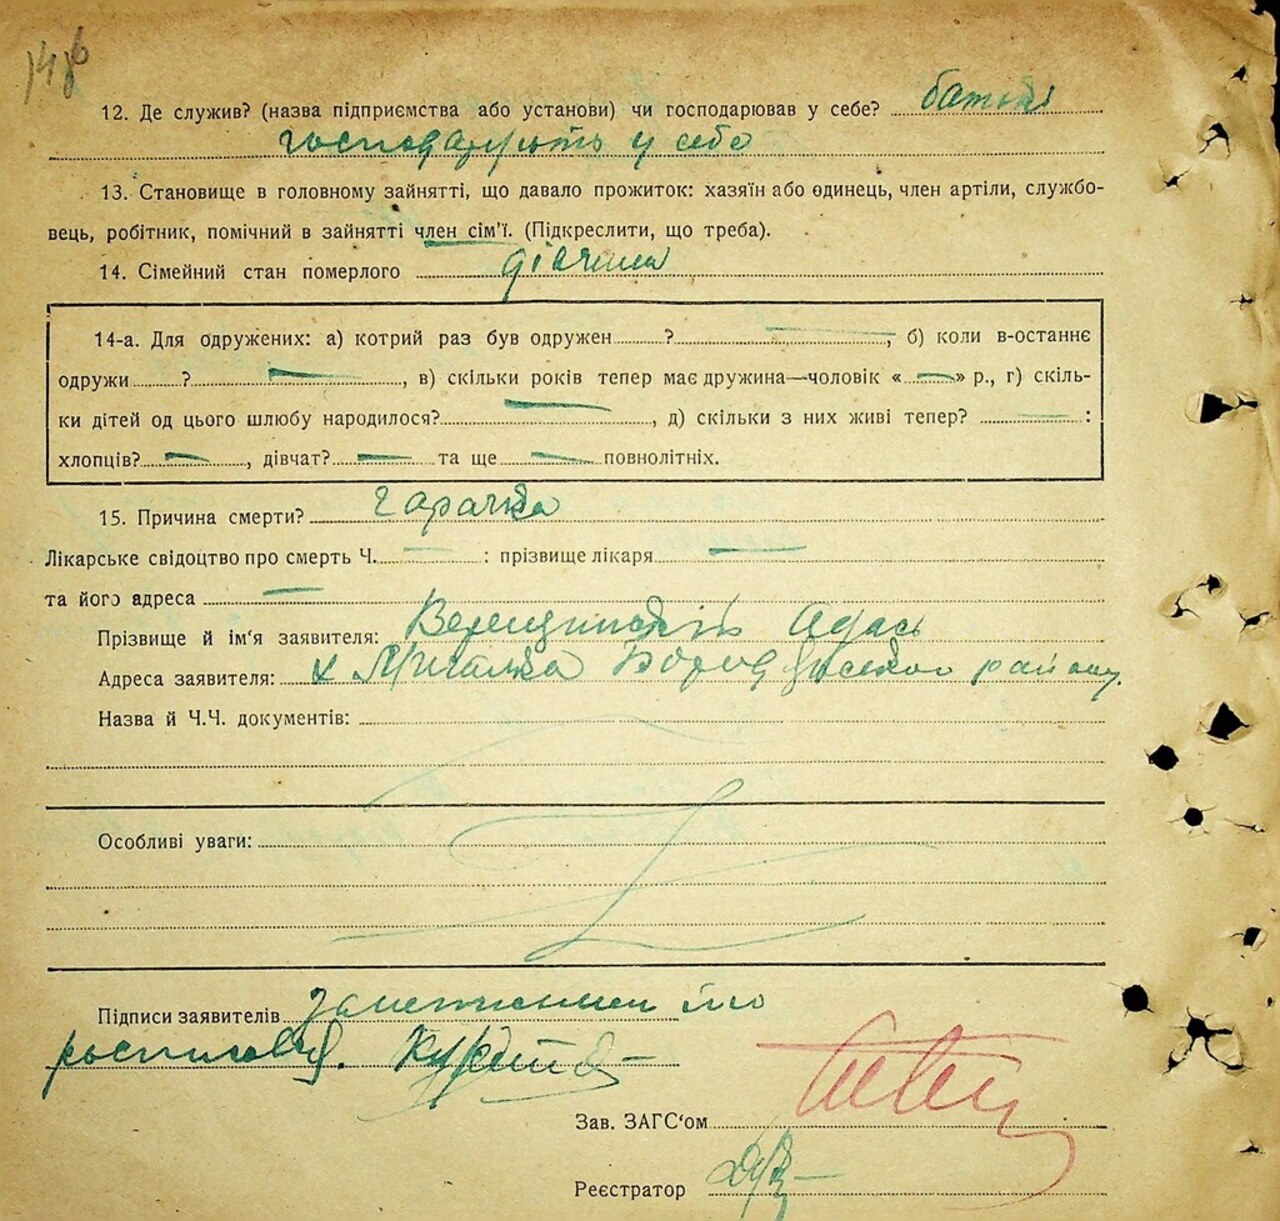 12. Де служив? (назва підприємства або установи) чи господарював у себе? батьки
господарують у себе
13. Становище в головному зайнятті, що давало прожиток: хазяїн або одинець, член артіли, службо-
вець, робітник, помічний в зайнятті член сім'ї. (Підкреслити, що треба).
14. Сімейний стан померлого дівчина
14-а. Для одружених: а) котрий раз був одружен ? , б) коли в-останнє
одружи ? , в) скільки років тепер має дружина—чоловік « — » р., г) скіль-
ки дітей од цього шлюбу народилося? , д) скільки з них живі тепер? :
хлопців? — , дівчат? — та ще — повнолітніх.
15. Причина смерти? гарачка
Лікарське свідоцтво про смерть Ч. — : прізвище лікаря —
та його адреса —
Прізвище й ім'я заявителя: Адась
Адреса заявителя: х району.
Назва й Ч.Ч. документів:
Особливі уваги:
Підписи заявителів
Зав. ЗАГС'ом
Реєстратор